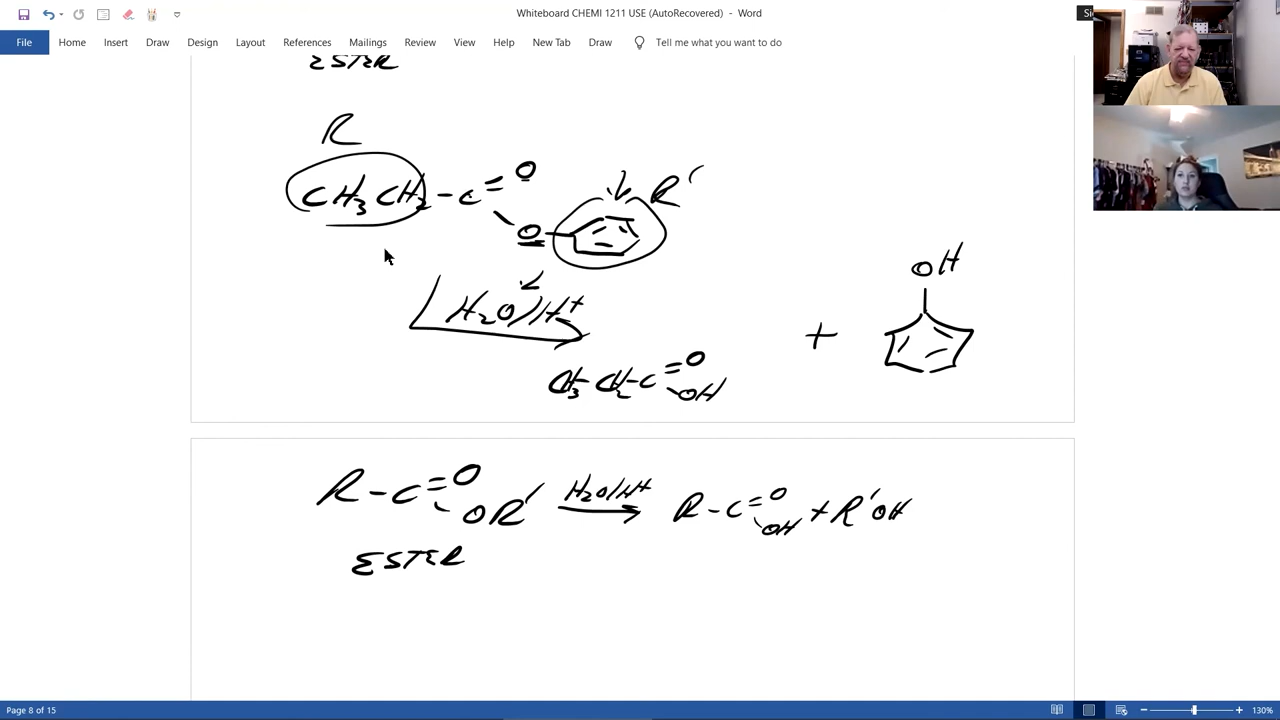 Whiteboard CHEMI 1211 USE (AutoRecovered) - Word
File Home Insert Draw Design Layout References Mailings Review View Help New Tab Draw Tell me what you want to do
ESTER
R
CH₃CH₂-C=O
O R′
H₂O/H⁺
OH
+
CH₃-CH₂-C=O
OH
R-C=O
OR′
H₂O/H⁺
R-C=O
OH + R′OH
ESTER
Page 8 of 15
130%